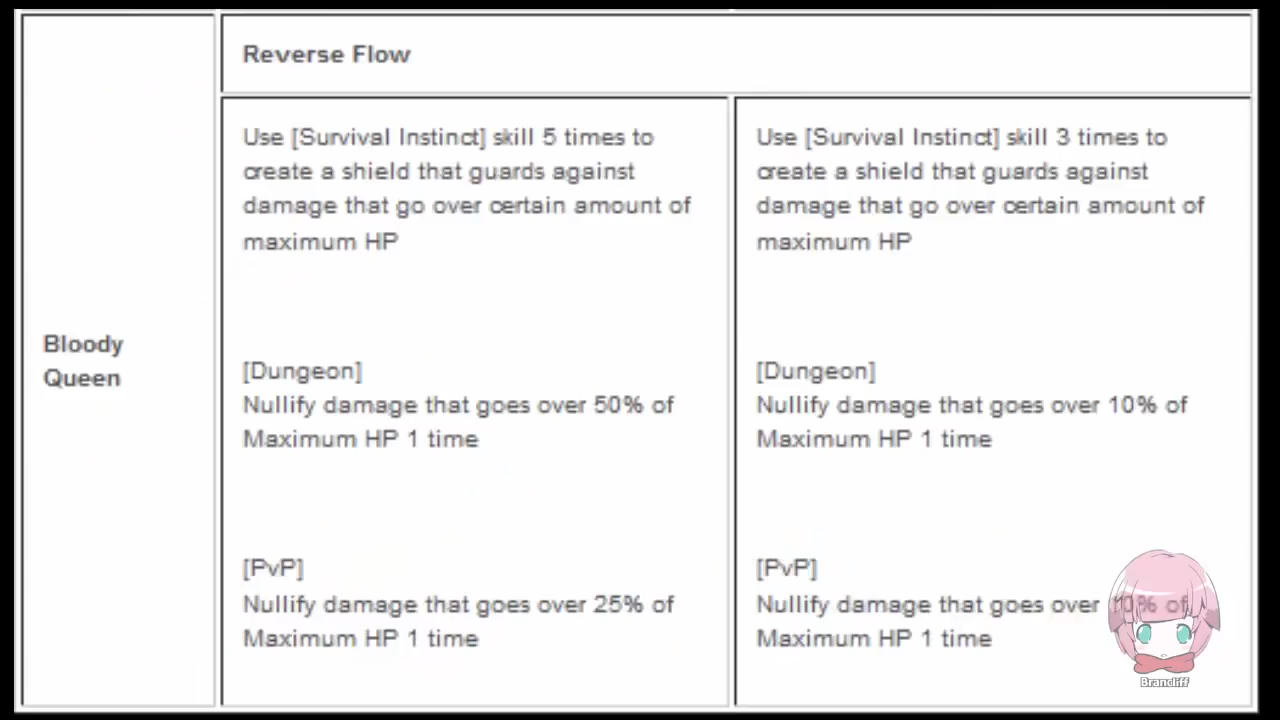 Reverse Flow
Bloody
Queen
Use [Survival Instinct] skill 5 times to
create a shield that guards against
damage that go over certain amount of
maximum HP
[Dungeon]
Nullify damage that goes over 50% of
Maximum HP 1 time
[PvP]
Nullify damage that goes over 25% of
Maximum HP 1 time
Use [Survival Instinct] skill 3 times to
create a shield that guards against
damage that go over certain amount of
maximum HP
[Dungeon]
Nullify damage that goes over 10% of
Maximum HP 1 time
[PvP]
Nullify damage that goes over 10% of
Maximum HP 1 time
Brancliff